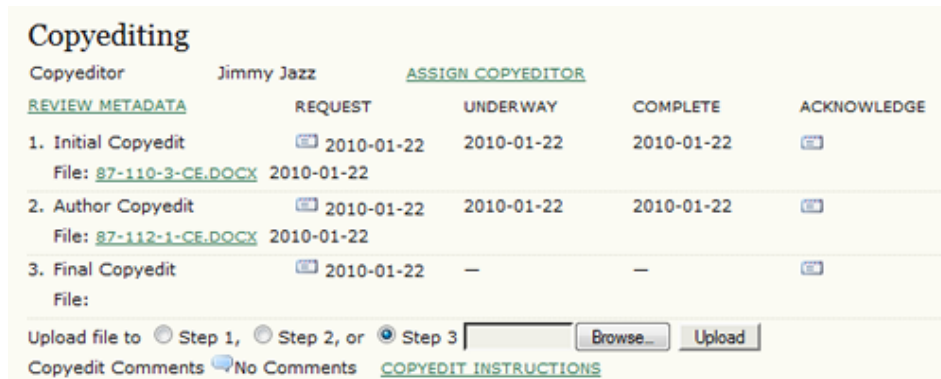 Copyediting
Copyeditor Jimmy Jazz ASSIGN COPYEDITOR
REVIEW METADATA REQUEST UNDERWAY COMPLETE ACKNOWLEDGE
1. Initial Copyedit 2010-01-22 2010-01-22 2010-01-22
File: 87-110-3-CE.DOCX 2010-01-22
2. Author Copyedit 2010-01-22 2010-01-22 2010-01-22
File: 87-112-1-CE.DOCX 2010-01-22
3. Final Copyedit 2010-01-22 — —
File:
Upload file to Step 1, Step 2, or Step 3 Browse... Upload
Copyedit Comments No Comments COPYEDIT INSTRUCTIONS